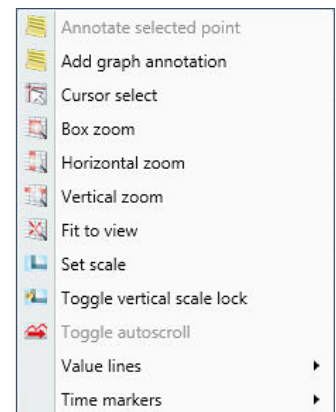 Annotate selected point
Add graph annotation
Cursor select
Box zoom
Horizontal zoom
Vertical zoom
Fit to view
Set scale
Toggle vertical scale lock
Toggle autoscroll
Value lines
Time markers